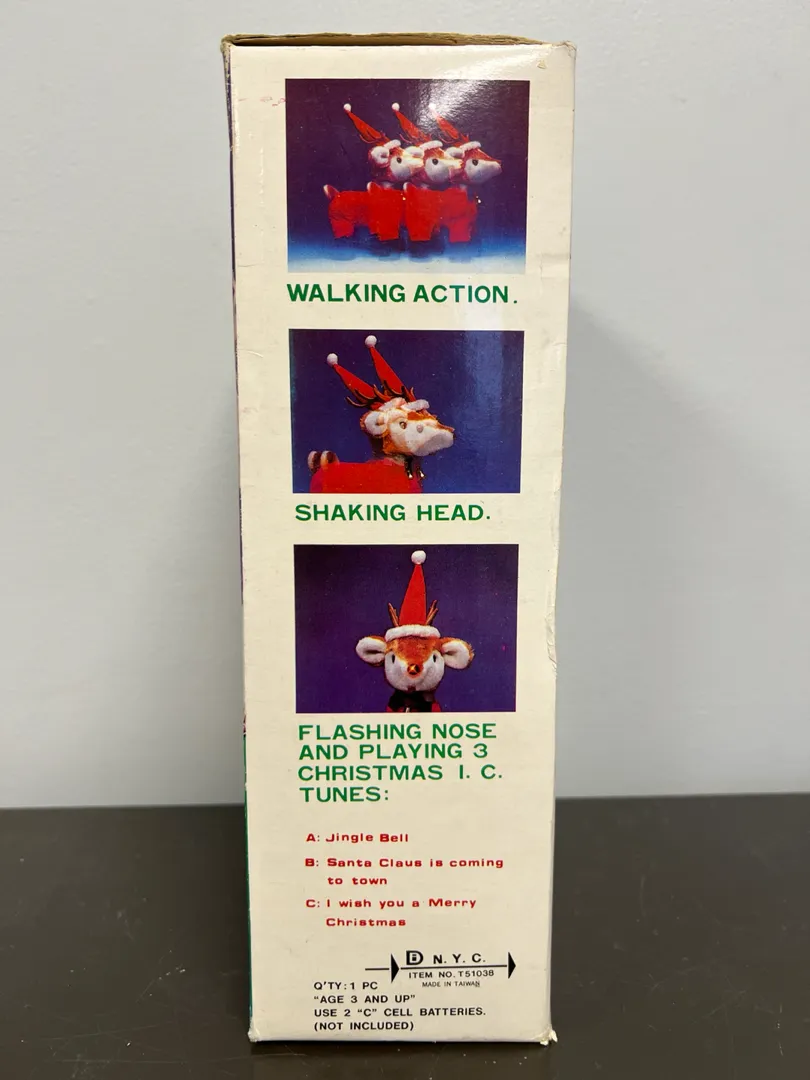 WALKING ACTION.
SHAKING HEAD.
FLASHING NOSE
AND PLAYING 3
CHRISTMAS I. C.
TUNES:
A: Jingle Bell
B: Santa Claus is coming
to town
C: I wish you a Merry
Christmas
D N. Y. C.
ITEM NO. T51038
MADE IN TAIWAN
Q'TY: 1 PC
"AGE 3 AND UP"
USE 2 "C" CELL BATTERIES.
(NOT INCLUDED)